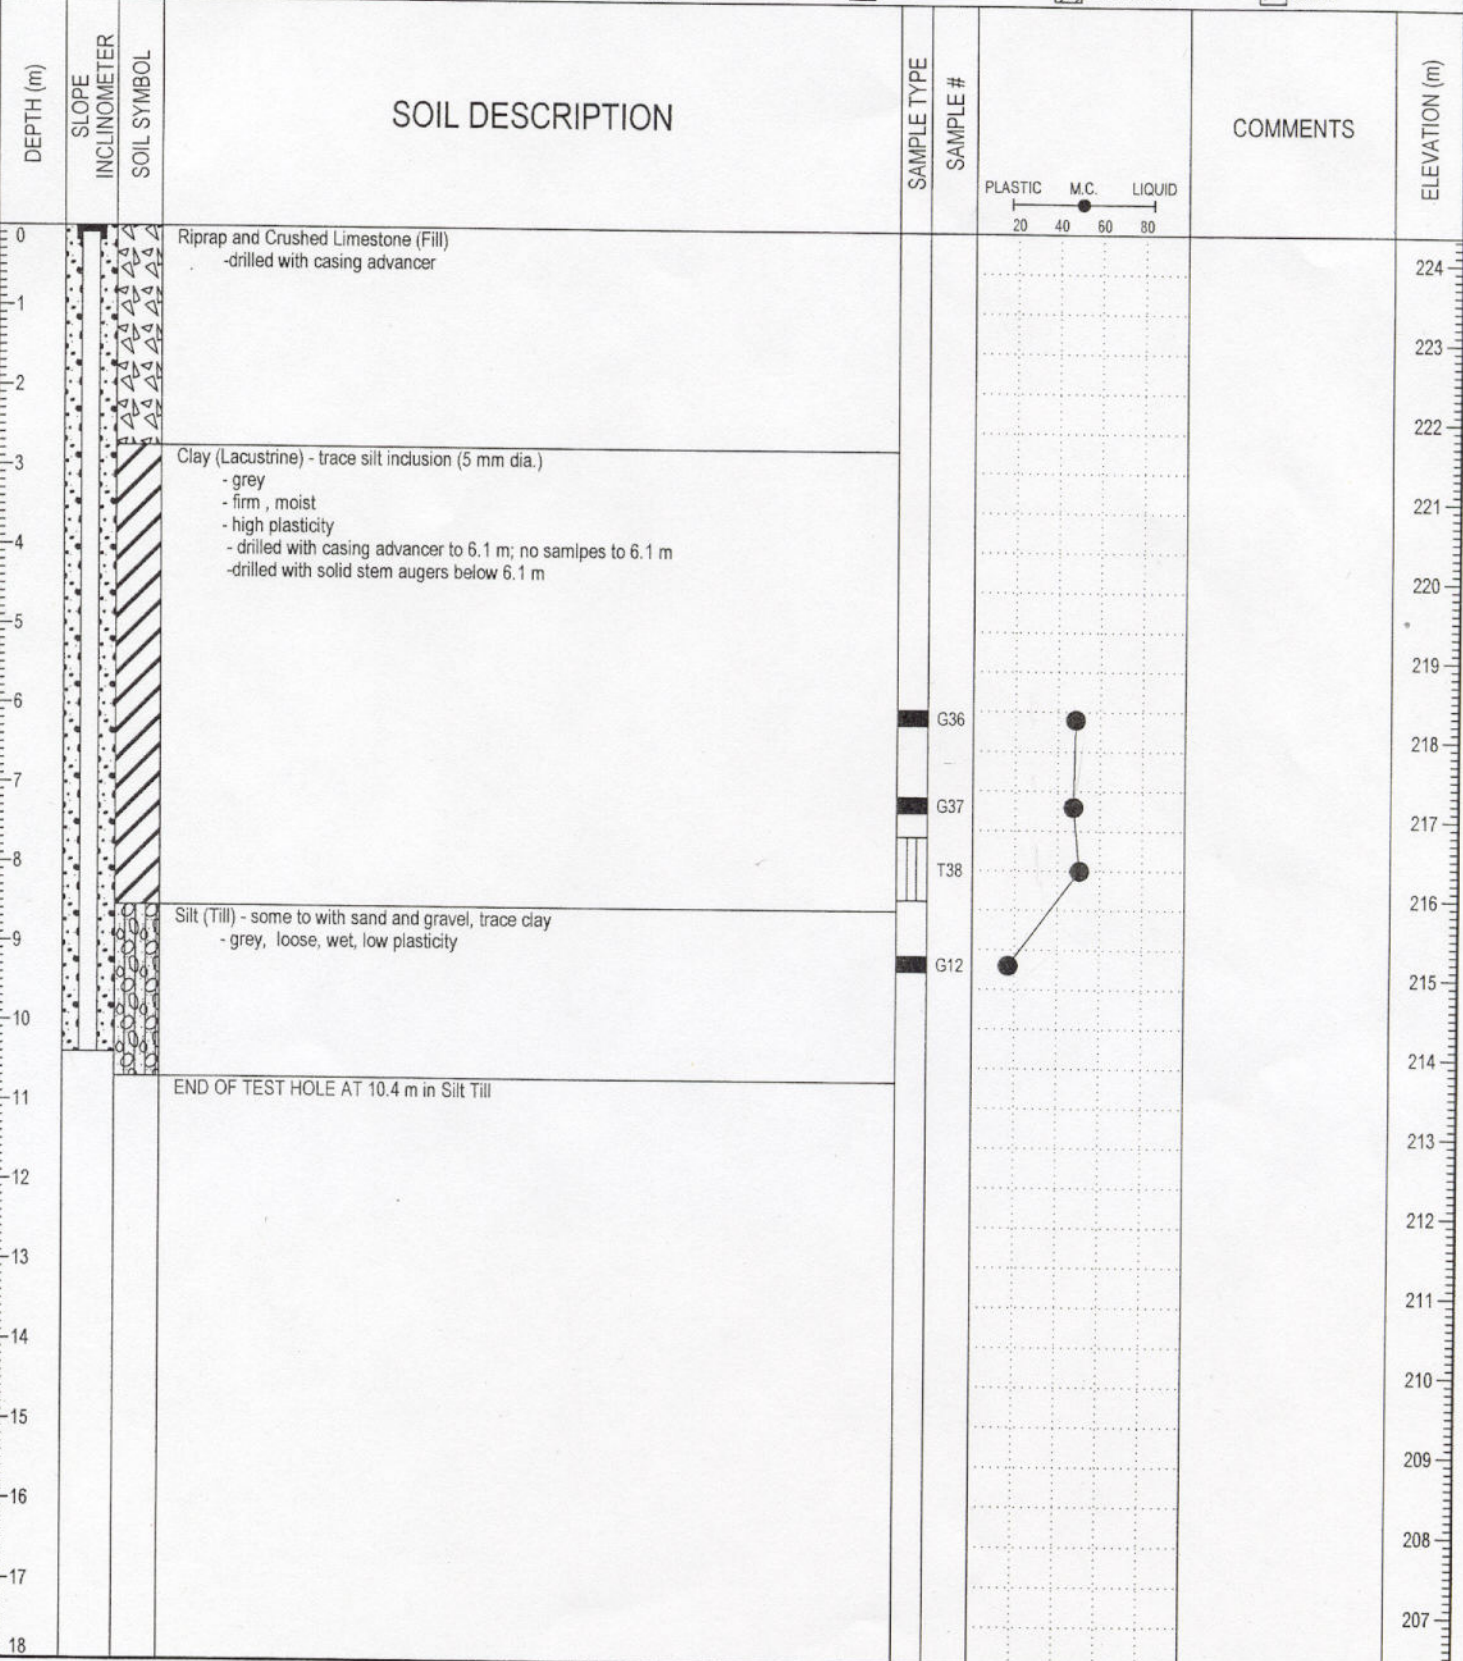 DEPTH (m)
SLOPE
INCLINOMETER
SOIL SYMBOL
SOIL DESCRIPTION
SAMPLE TYPE
SAMPLE #
PLASTIC M.C. LIQUID
20 40 60 80
COMMENTS
ELEVATION (m)
0
1
2
3
4
5
6
7
8
9
10
11
12
13
14
15
16
17
18
Riprap and Crushed Limestone (Fill)
-drilled with casing advancer
Clay (Lacustrine) - trace silt inclusion (5 mm dia.)
- grey
- firm , moist
- high plasticity
- drilled with casing advancer to 6.1 m; no samlpes to 6.1 m
-drilled with solid stem augers below 6.1 m
Silt (Till) - some to with sand and gravel, trace clay
- grey, loose, wet, low plasticity
END OF TEST HOLE AT 10.4 m in Silt Till
G36
G37
T38
G12
224
223
222
221
220
219
218
217
216
215
214
213
212
211
210
209
208
207